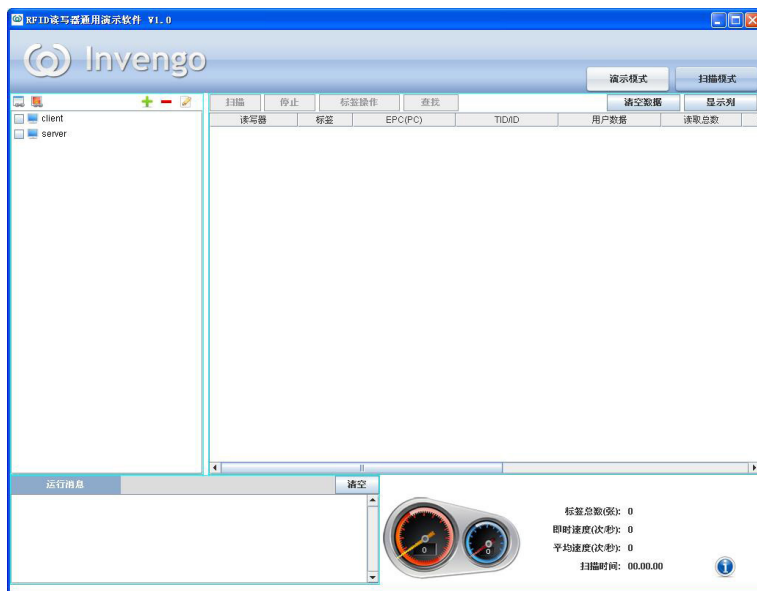 RFID读写器通用演示软件 V1.0
Invengo
演示模式 扫描模式
扫描 停止 标签操作 查找 清空数据 显示列
读写器 标签 EPC(PC) TID/ID 用户数据 读取总数
client
server
运行消息 清空
标签总数(张): 0
即时速度(次/秒): 0
平均速度(次/秒): 0
扫描时间: 00.00.00
0
0